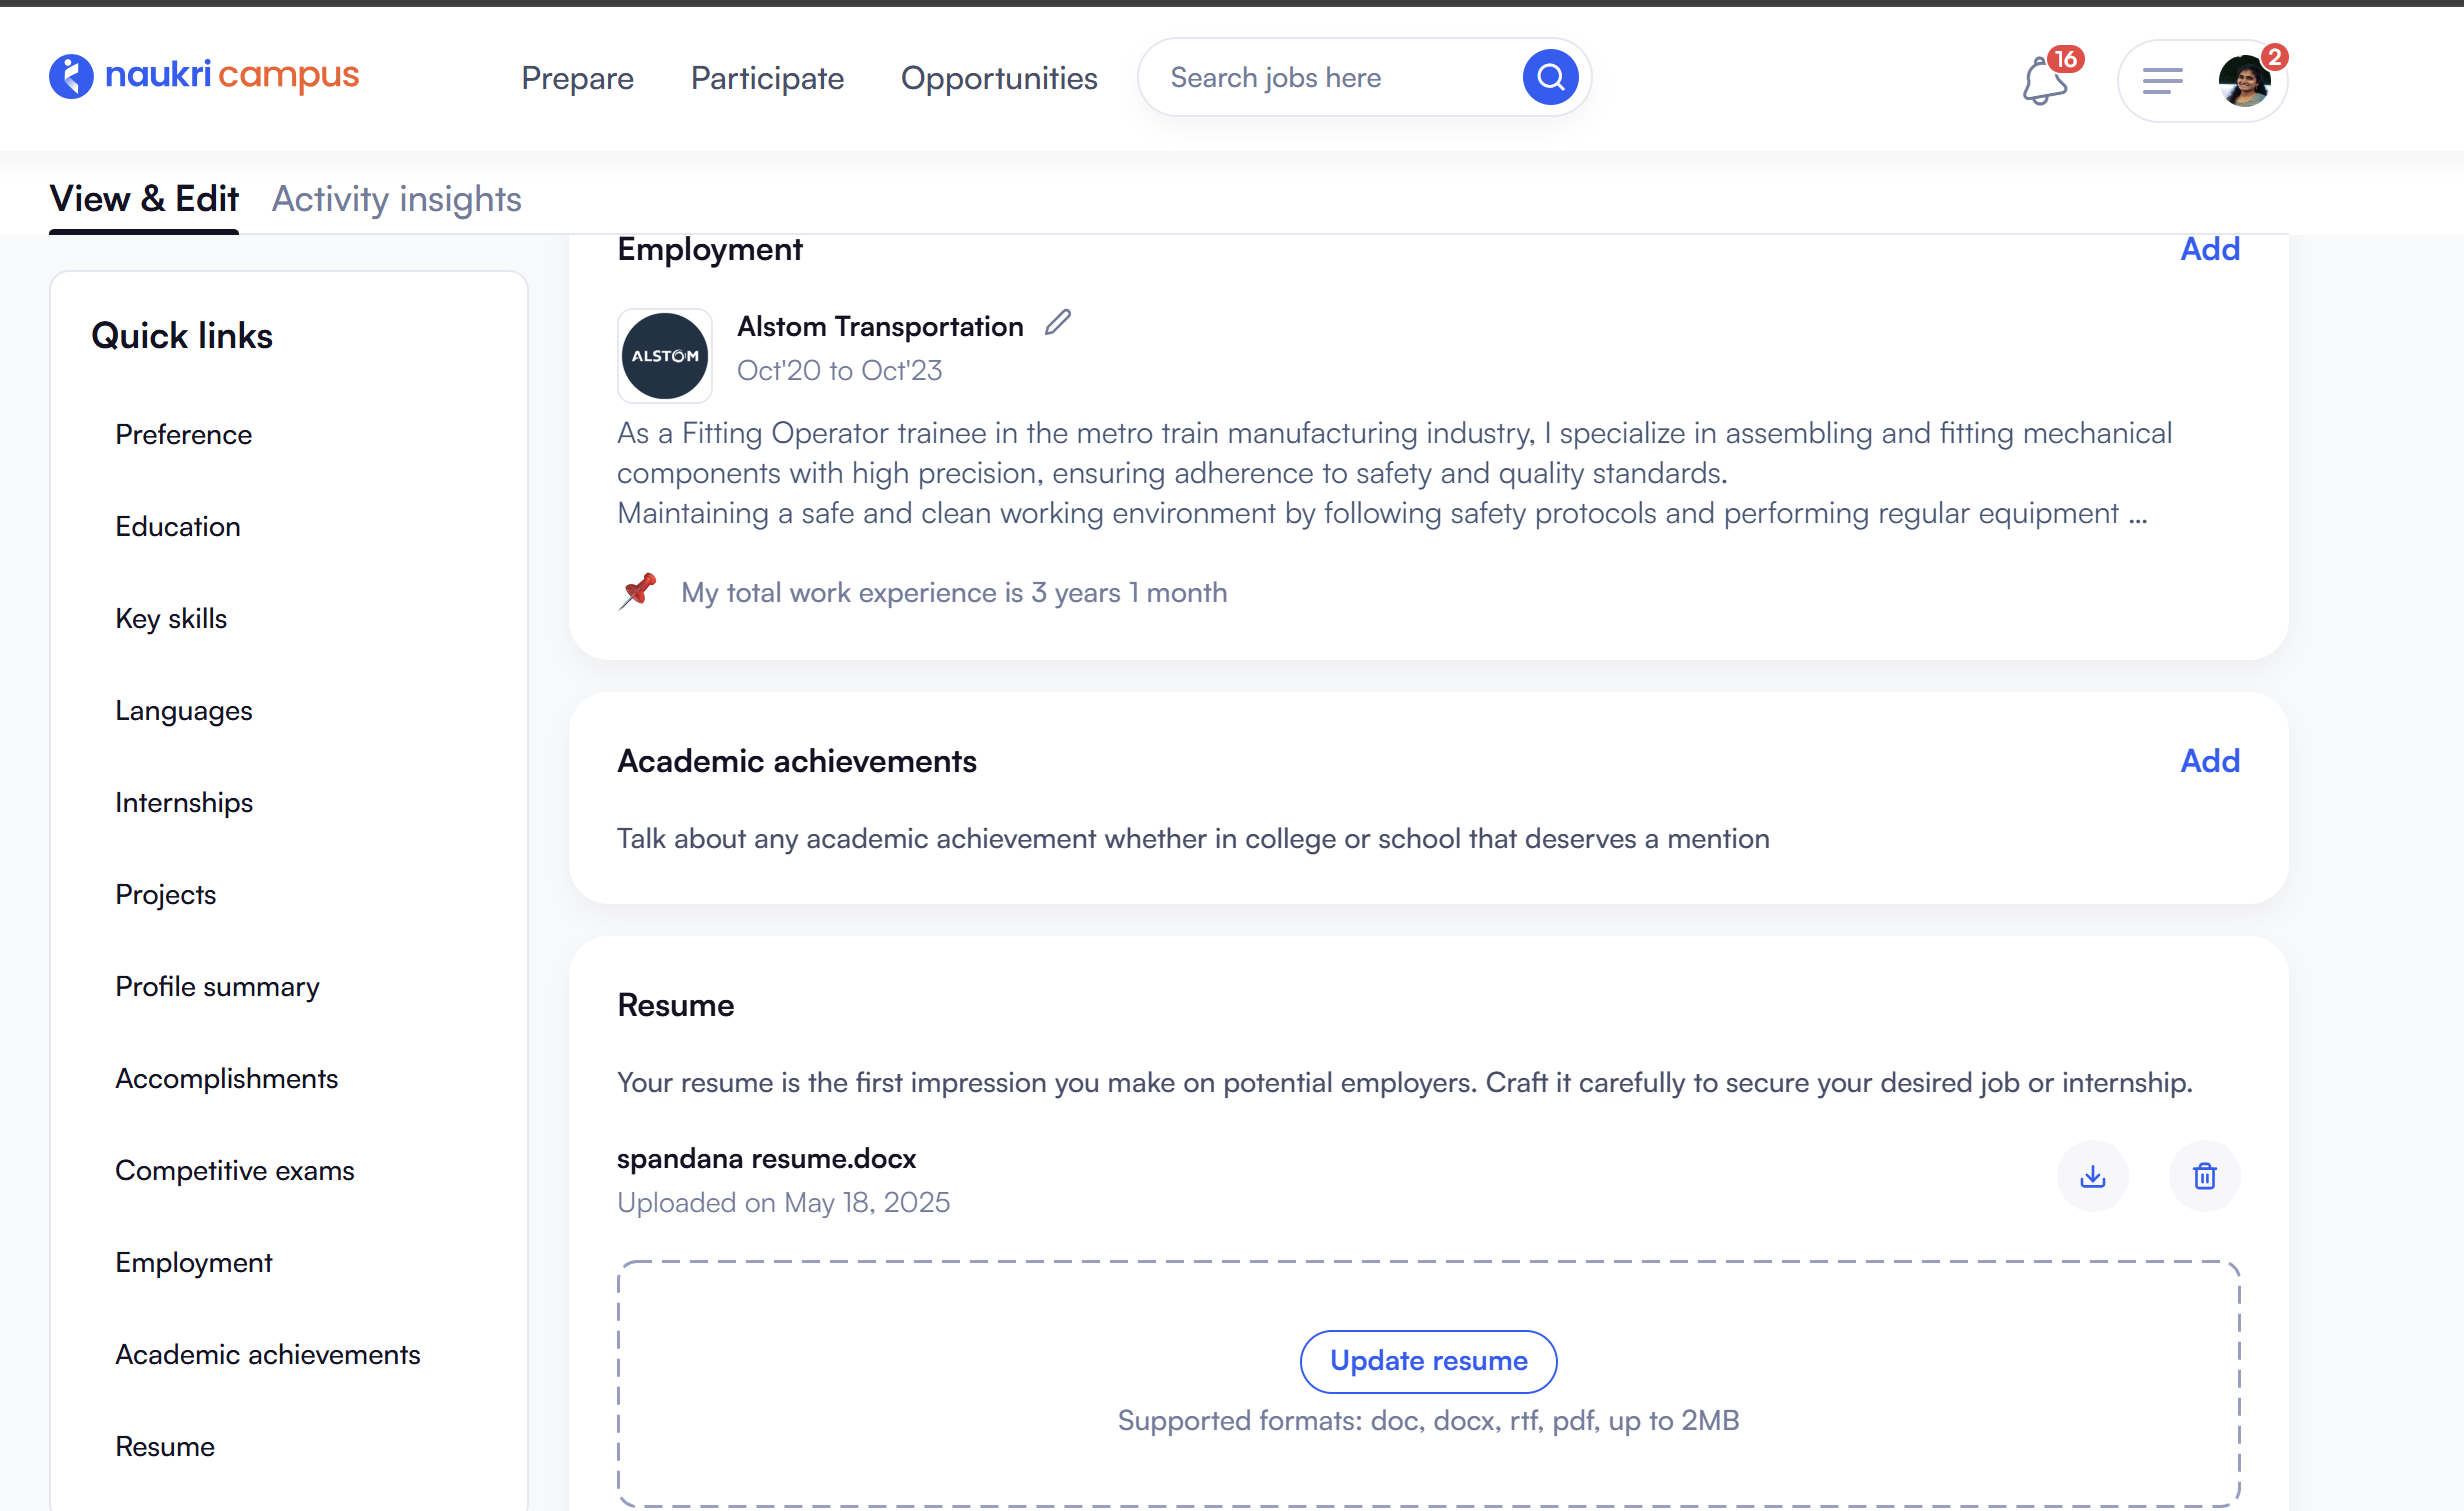 naukri campus
Prepare
Participate
Opportunities
Search jobs here
16
2
View & Edit
Activity insights
Quick links
Preference
Education
Key skills
Languages
Internships
Projects
Profile summary
Accomplishments
Competitive exams
Employment
Academic achievements
Resume
Employment
Add
ALSTOM
Alstom Transportation
Oct'20 to Oct'23
As a Fitting Operator trainee in the metro train manufacturing industry, I specialize in assembling and fitting mechanical
components with high precision, ensuring adherence to safety and quality standards.
Maintaining a safe and clean working environment by following safety protocols and performing regular equipment ...
My total work experience is 3 years 1 month
Academic achievements
Add
Talk about any academic achievement whether in college or school that deserves a mention
Resume
Your resume is the first impression you make on potential employers. Craft it carefully to secure your desired job or internship.
spandana resume.docx
Uploaded on May 18, 2025
Update resume
Supported formats: doc, docx, rtf, pdf, up to 2MB